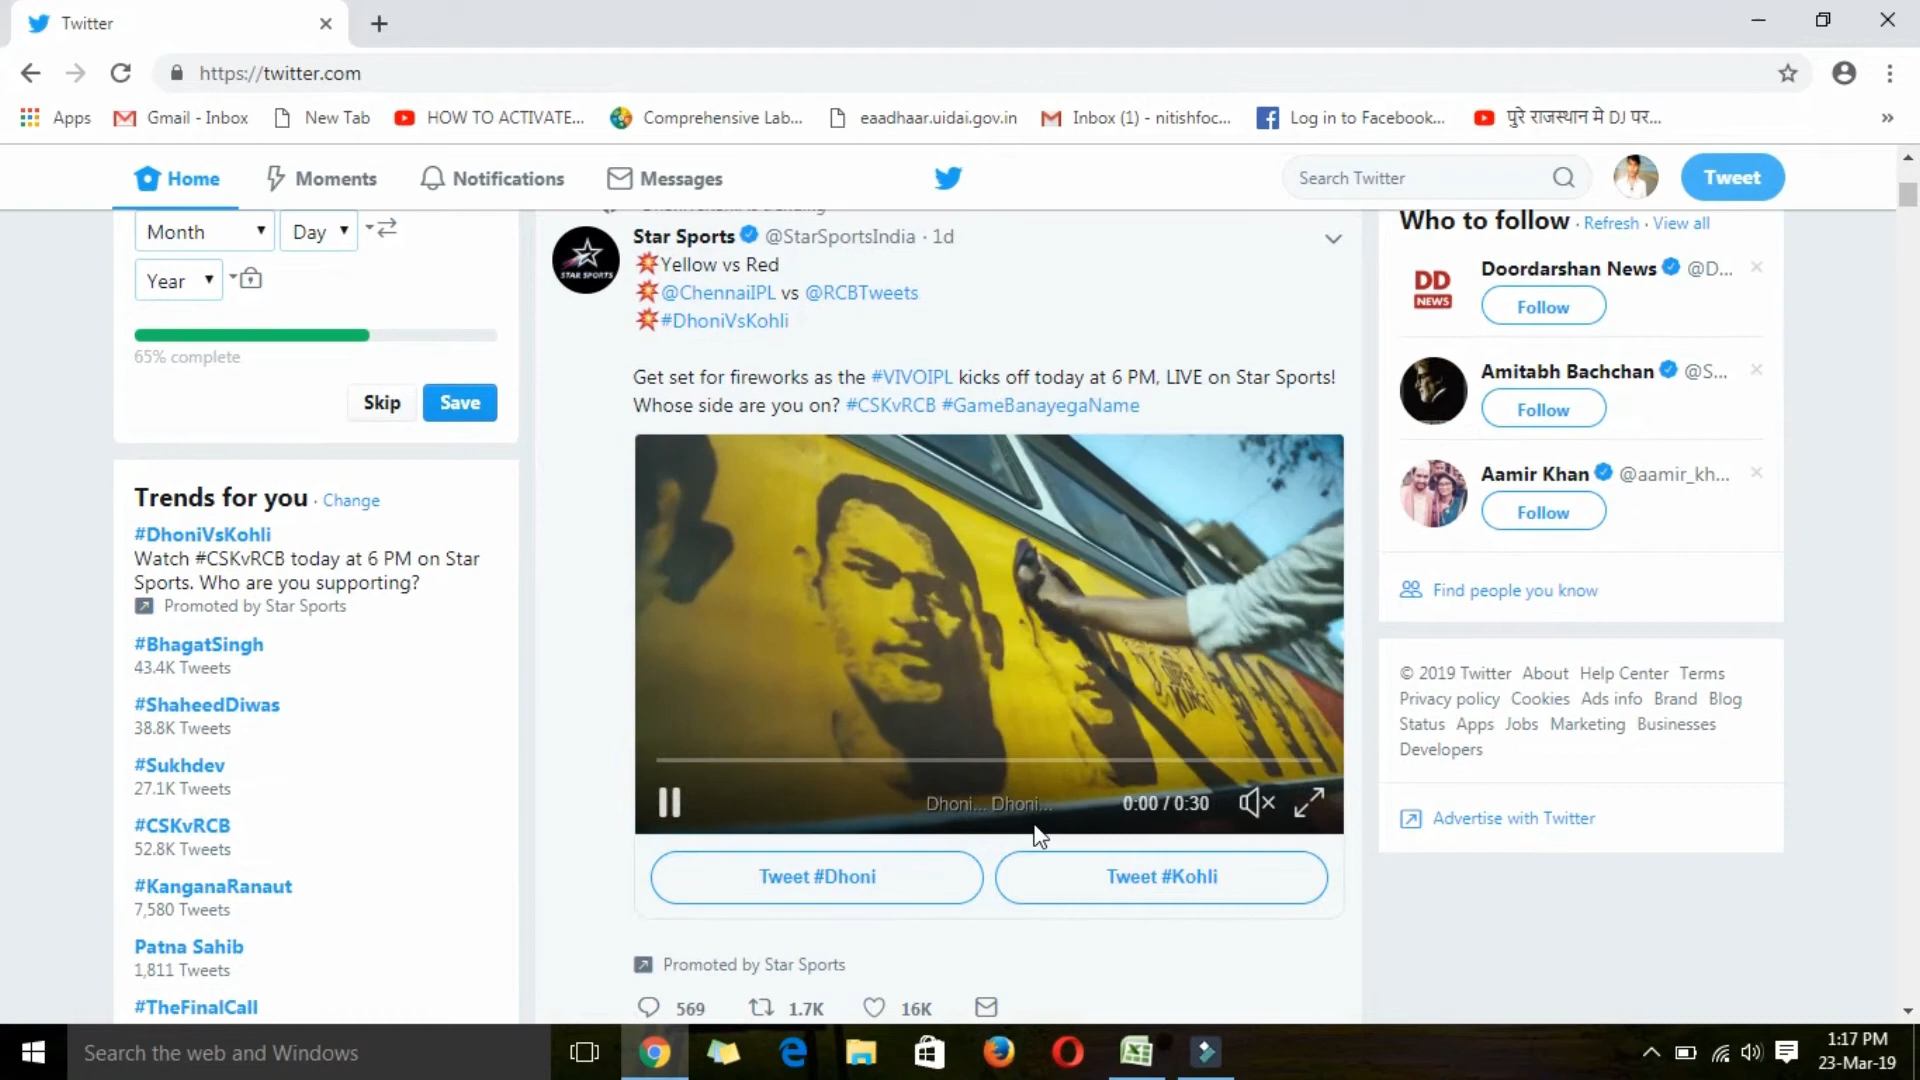 Twitter
https://twitter.com
Apps
Gmail - Inbox
New Tab
HOW TO ACTIVATE...
Comprehensive Lab...
eaadhaar.uidai.gov.in
Inbox (1) - nitishfoc...
Log in to Facebook...
पुरे राजस्थान मे DJ पर...
Home
Moments
Notifications
Messages
Search Twitter
Tweet
Month
Day
Year
65% complete
Skip
Save
Trends for you · Change
#DhoniVsKohli
Watch #CSKvRCB today at 6 PM on Star
Sports. Who are you supporting?
Promoted by Star Sports
#BhagatSingh
43.4K Tweets
#ShaheedDiwas
38.8K Tweets
#Sukhdev
27.1K Tweets
#CSKvRCB
52.8K Tweets
#KanganaRanaut
7,580 Tweets
Patna Sahib
1,811 Tweets
#TheFinalCall
STAR SPORTS
Star Sports @StarSportsIndia · 1d
Yellow vs Red
@ChennaiIPL vs @RCBTweets
#DhoniVsKohli
Get set for fireworks as the #VIVOIPL kicks off today at 6 PM, LIVE on Star Sports!
Whose side are you on? #CSKvRCB #GameBanayegaName
Dhoni... Dhoni...
0:00 / 0:30
Tweet #Dhoni
Tweet #Kohli
Promoted by Star Sports
569
1.7K
16K
Who to follow · Refresh · View all
DD
NEWS
Doordarshan News @D...
Follow
Amitabh Bachchan @S...
Follow
Aamir Khan @aamir_kh...
Follow
Find people you know
© 2019 Twitter About Help Center Terms
Privacy policy Cookies Ads info Brand Blog
Status Apps Jobs Marketing Businesses
Developers
Advertise with Twitter
Search the web and Windows
1:17 PM
23-Mar-19